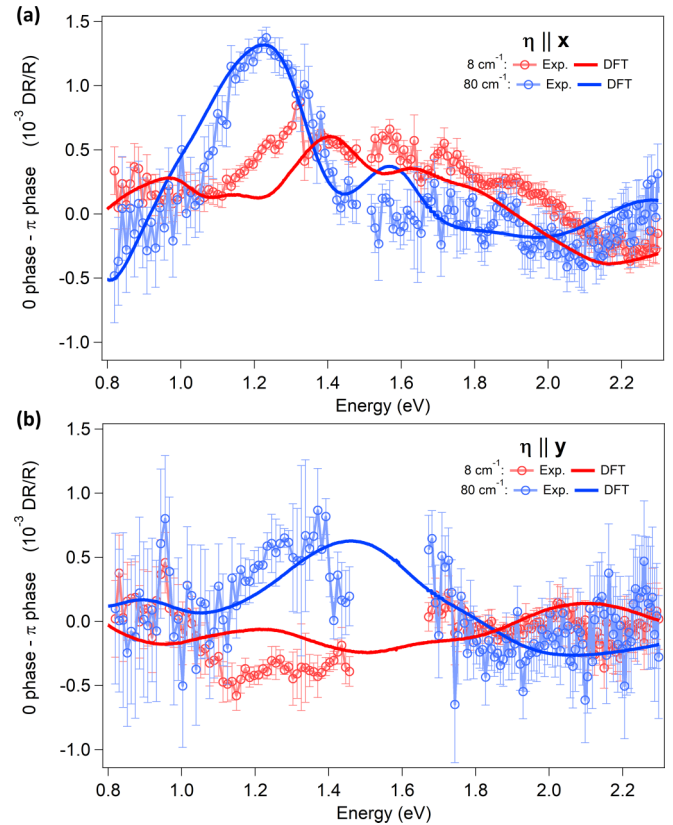 (a)
1.5
1.0
0.5
0.0
-0.5
-1.0
0 phase - π phase (10⁻³ DR/R)
η || x
8 cm⁻¹: Exp. DFT
80 cm⁻¹: Exp. DFT
0.8 1.0 1.2 1.4 1.6 1.8 2.0 2.2
Energy (eV)
(b)
1.5
1.0
0.5
0.0
-0.5
-1.0
0 phase - π phase (10⁻³ DR/R)
η || y
8 cm⁻¹: Exp. DFT
80 cm⁻¹: Exp. DFT
0.8 1.0 1.2 1.4 1.6 1.8 2.0 2.2
Energy (eV)